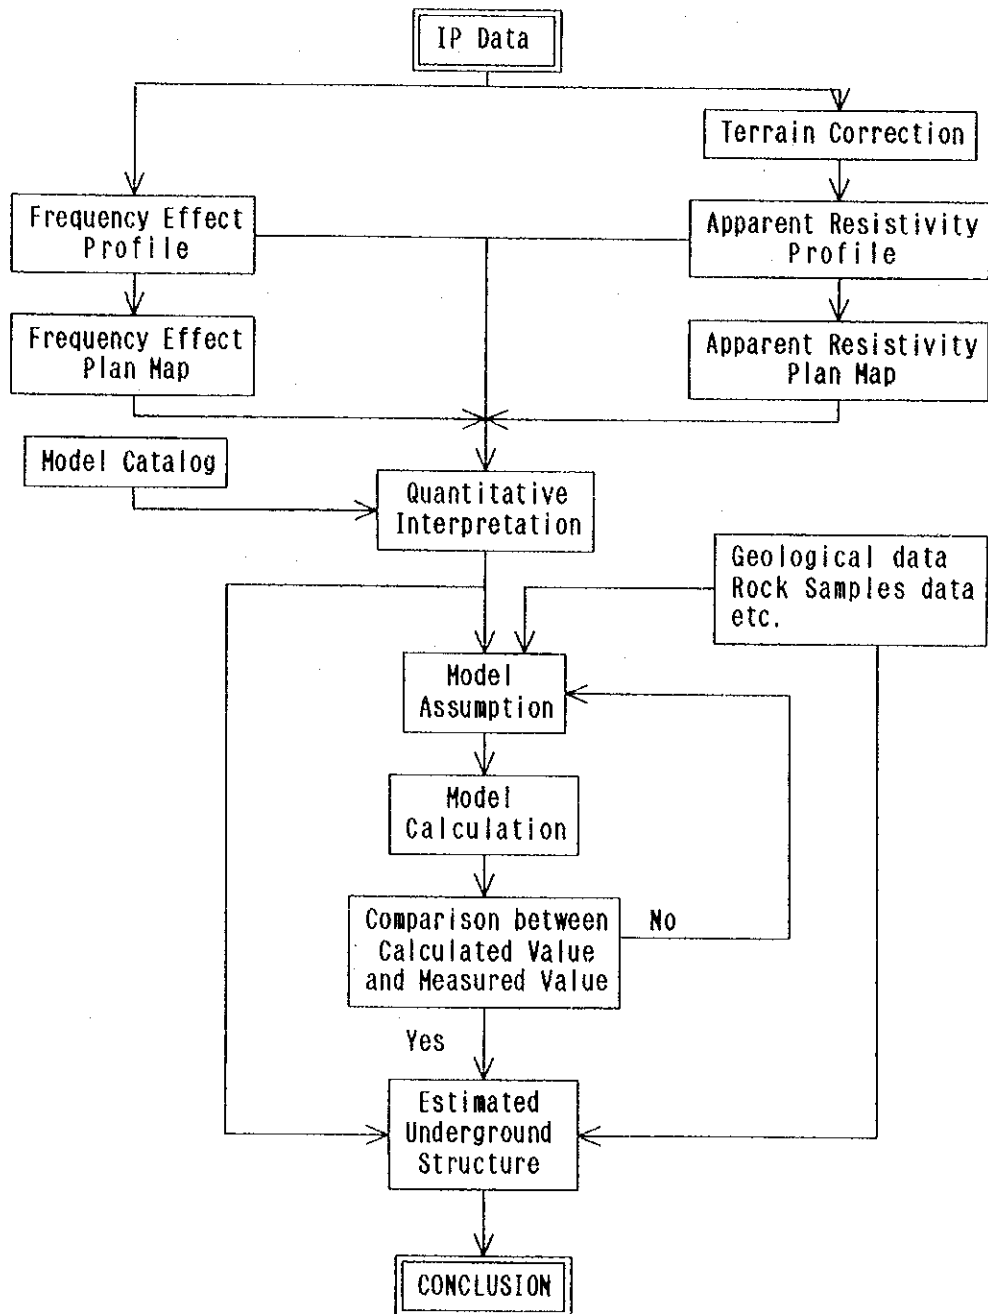 IP Data
Terrain Correction
Frequency Effect
Profile
Apparent Resistivity
Profile
Frequency Effect
Plan Map
Apparent Resistivity
Plan Map
Model Catalog
Quantitative
Interpretation
Geological data
Rock Samples data
etc.
Model
Assumption
Model
Calculation
Comparison between
Calculated Value
and Measured Value
No
Yes
Estimated
Underground
Structure
CONCLUSION